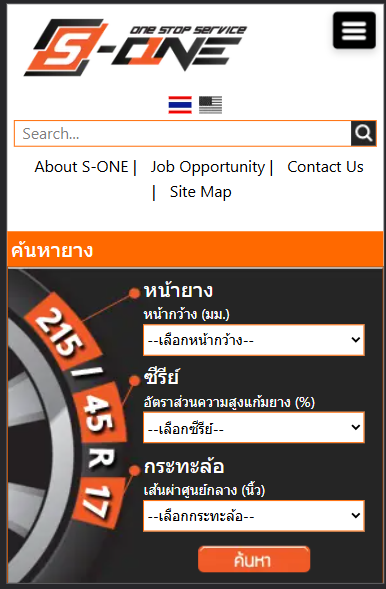 ONE STOP SERVICE
S-ONE
Search...
About S-ONE | Job Opportunity | Contact Us
| Site Map
ค้นหายาง
215 / 45 R 17
หน้ายาง
หน้ากว้าง (มม.)
--เลือกหน้ากว้าง--
ซีรีย์
อัตราส่วนความสูงแก้มยาง (%)
--เลือกซีรีย์--
กระทะล้อ
เส้นผ่าศูนย์กลาง (นิ้ว)
--เลือกกระทะล้อ--
ค้นหา